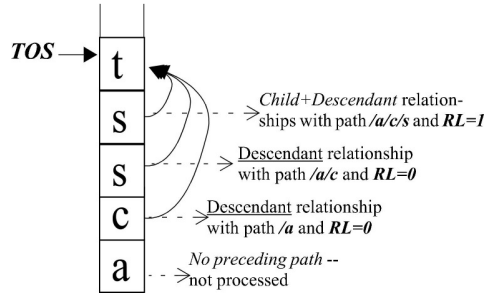 TOS
t
s
Child+Descendant relation-
ships with path /a/c/s and RL=1
s
Descendant relationship
with path /a/c and RL=0
c
Descendant relationship
with path /a and RL=0
a
No preceding path --
not processed